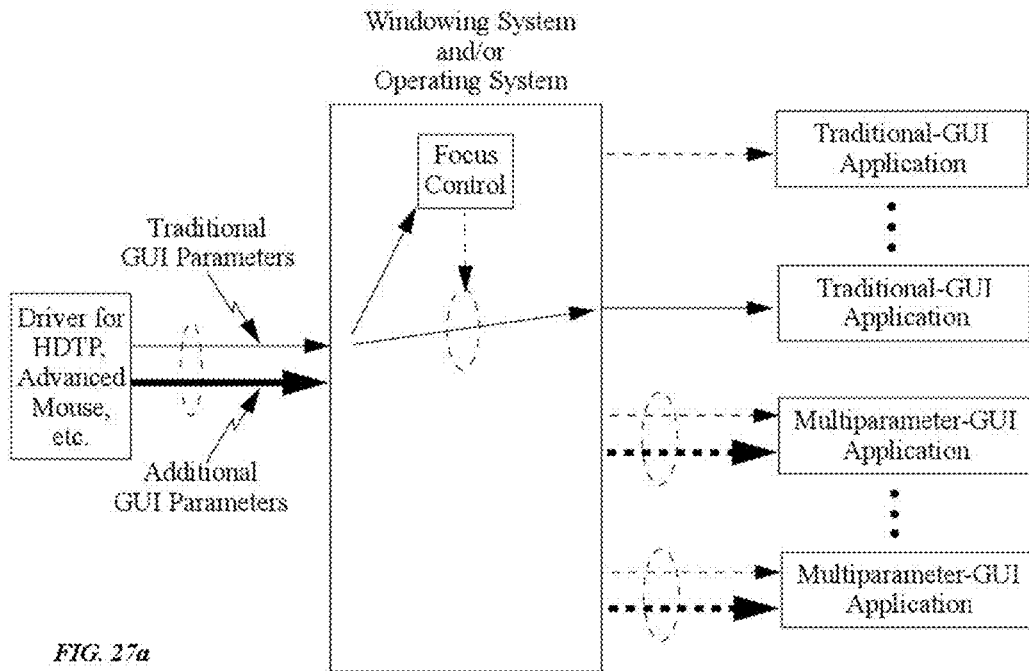 Windowing System
and/or
Operating System
Focus
Control
Traditional
GUI Parameters
Driver for
HDTP,
Advanced
Mouse,
etc.
Additional
GUI Parameters
Traditional-GUI
Application
Traditional-GUI
Application
Multiparameter-GUI
Application
Multiparameter-GUI
Application
FIG. 27a